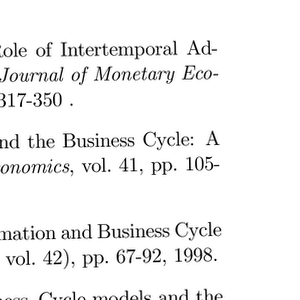 Role of Intertemporal Ad-
Journal of Monetary Eco-
317-350 .
nd the Business Cycle: A
onomics, vol. 41, pp. 105-
mation and Business Cycle
vol. 42), pp. 67-92, 1998.
ness Cycle models and the